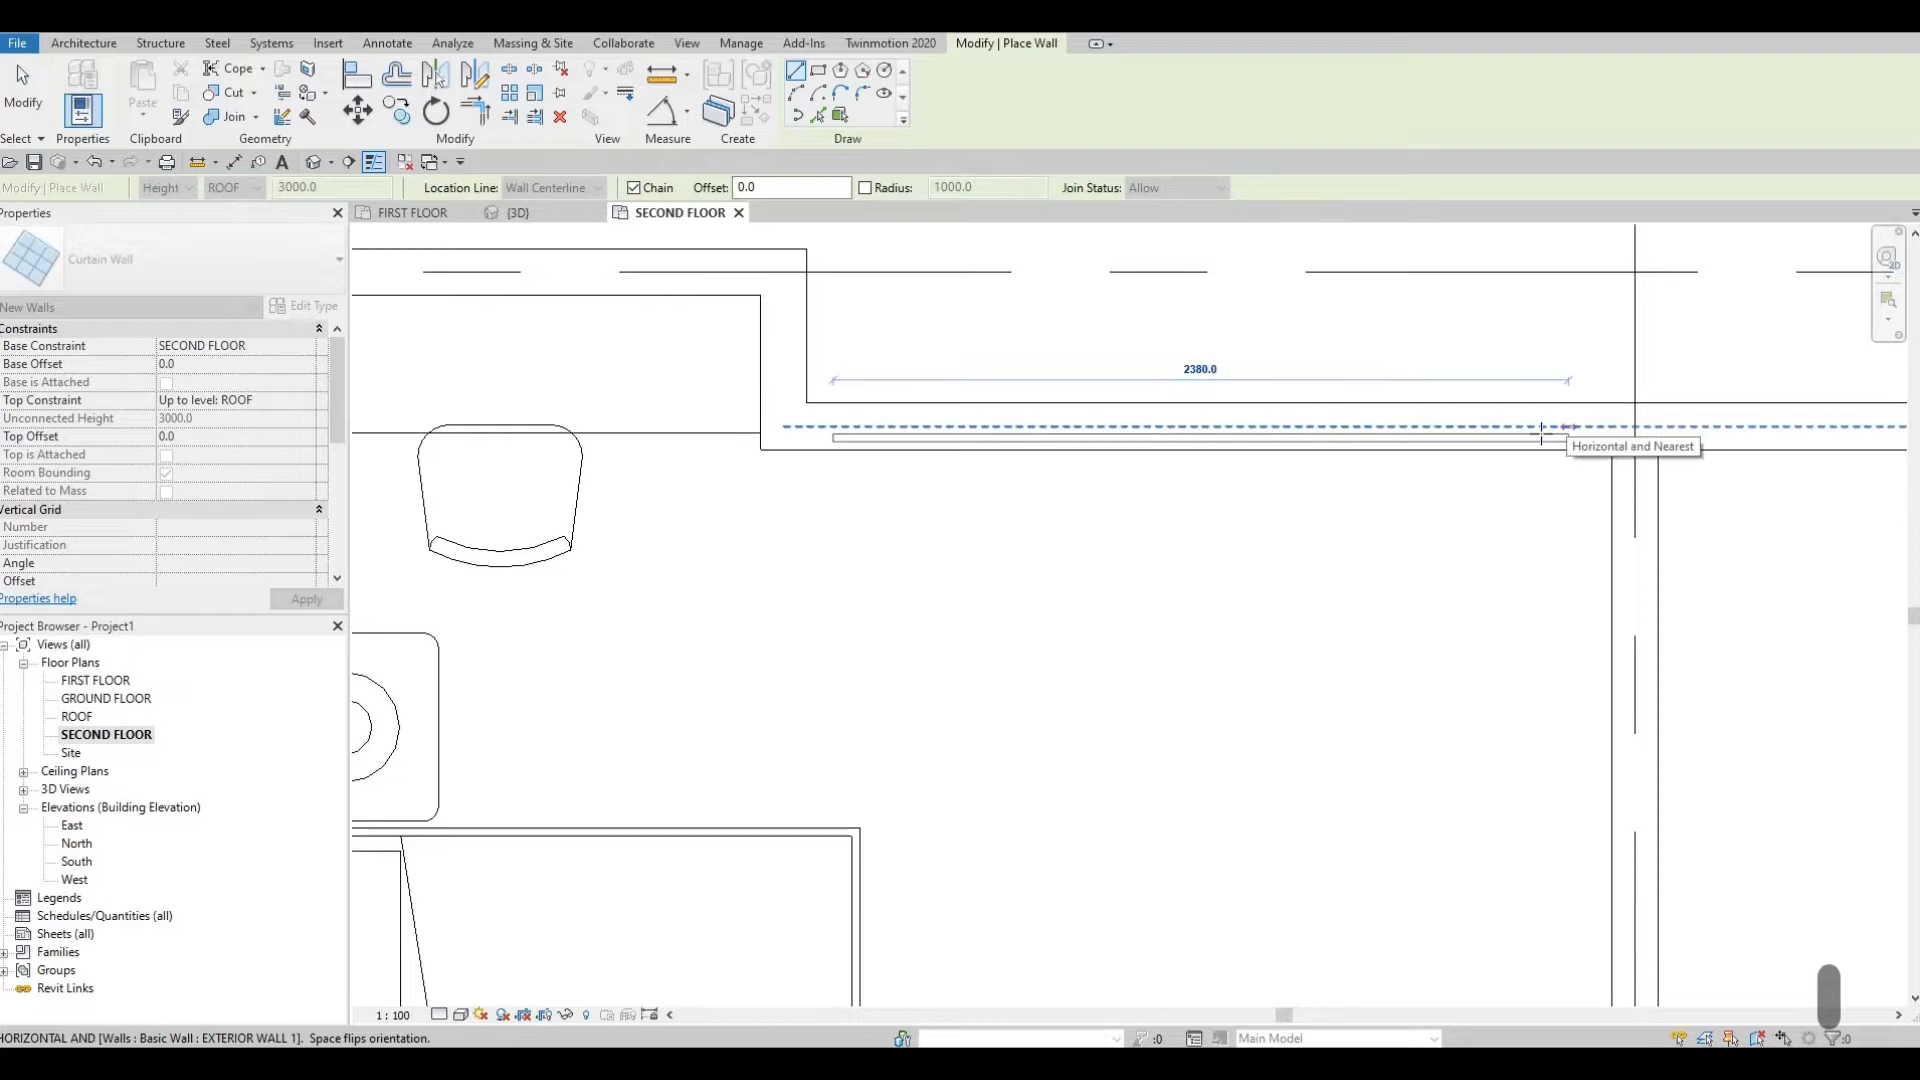 File Architecture Structure Steel Systems Insert Annotate Analyze Massing & Site Collaborate View Manage Add-Ins Twinmotion 2020 Modify | Place Wall
Modify Paste Cope Cut Join
Select Properties Clipboard Geometry Modify View Measure Create Draw
A
Modify | Place Wall Height ROOF 3000.0 Location Line: Wall Centerline Chain Offset: 0.0 Radius: 1000.0 Join Status: Allow
Properties FIRST FLOOR {3D} SECOND FLOOR
Curtain Wall
2D
New Walls Edit Type
Constraints
Base Constraint SECOND FLOOR
Base Offset 0.0
Base is Attached
Top Constraint Up to level: ROOF
Unconnected Height 3000.0
Top Offset 0.0
Top is Attached
Room Bounding
Related to Mass
Vertical Grid
Number
Justification
Angle
Offset
Properties help Apply
2380.0
Horizontal and Nearest
Project Browser - Project1
Views (all)
Floor Plans
FIRST FLOOR
GROUND FLOOR
ROOF
SECOND FLOOR
Site
Ceiling Plans
3D Views
Elevations (Building Elevation)
East
North
South
West
Legends
Schedules/Quantities (all)
Sheets (all)
Families
Groups
Revit Links
1 : 100
HORIZONTAL AND [Walls : Basic Wall : EXTERIOR WALL 1]. Space flips orientation. :0 Main Model :0